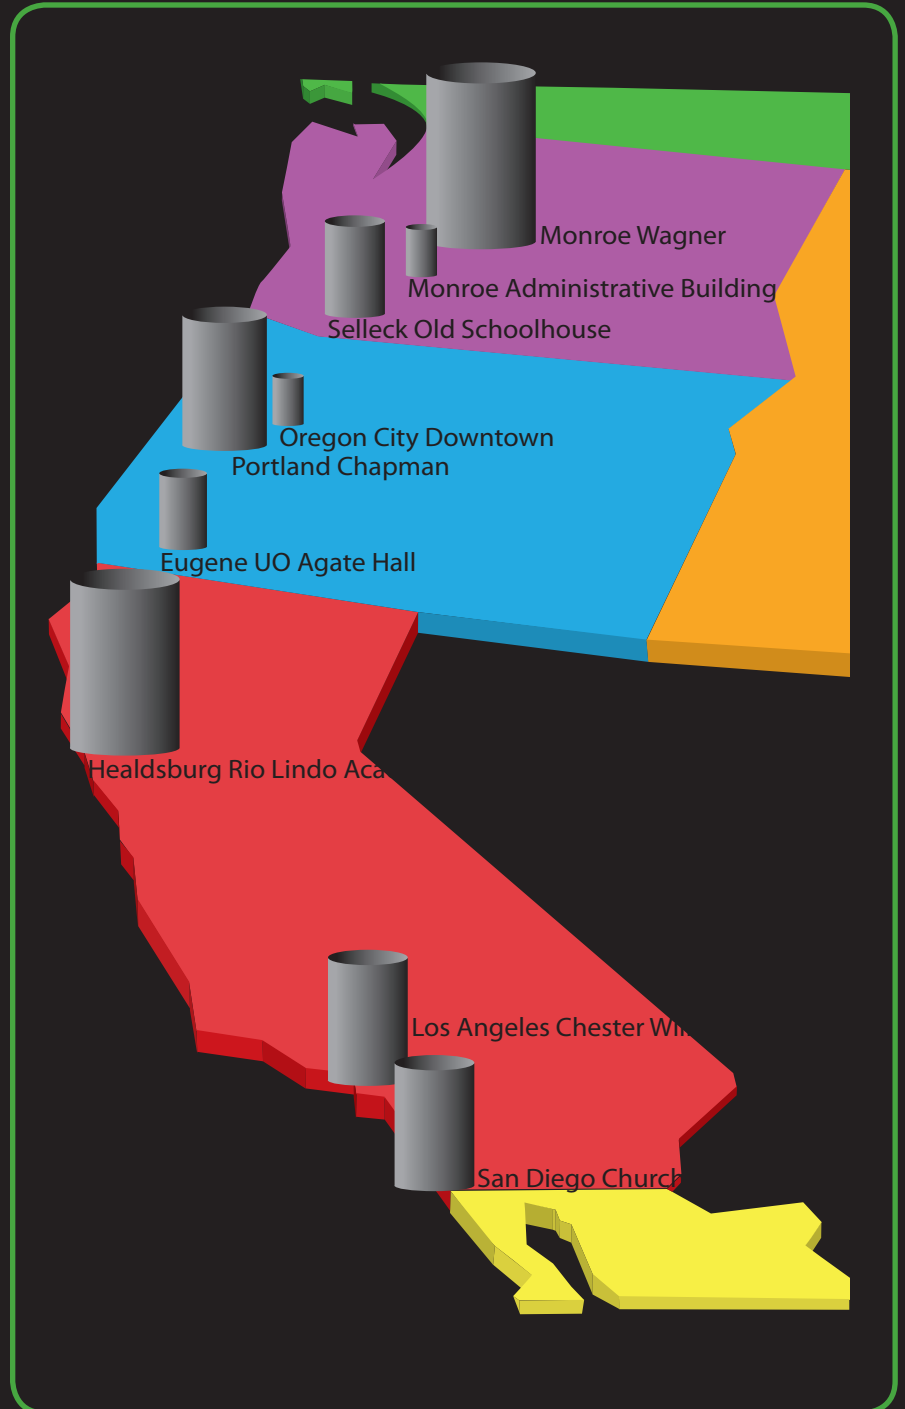 Monroe Wagner
Monroe Administrative Building
Selleck Old Schoolhouse
Oregon City Downtown
Portland Chapman
Eugene UO Agate Hall
Healdsburg Rio Lindo
Los Angeles Chester
San Diego Church